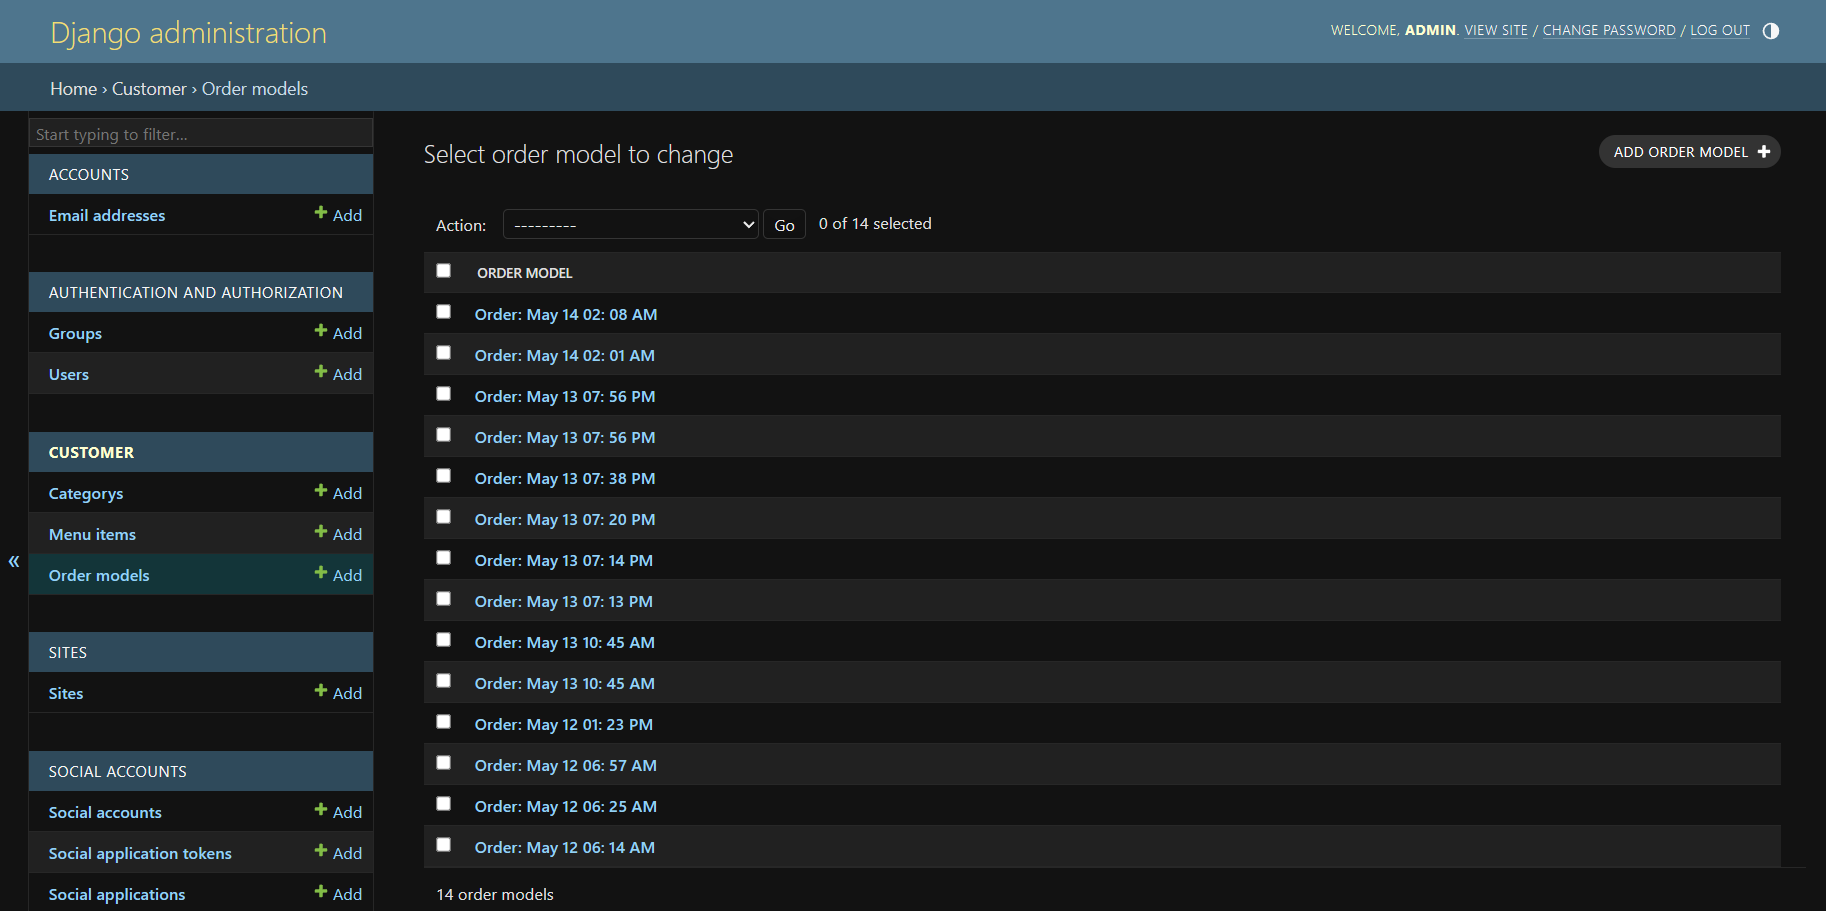 Django administration
WELCOME, ADMIN. VIEW SITE / CHANGE PASSWORD / LOG OUT
Home › Customer › Order models
Start typing to filter...
ACCOUNTS
Email addresses + Add
AUTHENTICATION AND AUTHORIZATION
Groups + Add
Users + Add
CUSTOMER
Categorys + Add
Menu items + Add
Order models + Add
SITES
Sites + Add
SOCIAL ACCOUNTS
Social accounts + Add
Social application tokens + Add
Social applications + Add
«
Select order model to change
ADD ORDER MODEL +
Action: --------- Go 0 of 14 selected
ORDER MODEL
Order: May 14 02: 08 AM
Order: May 14 02: 01 AM
Order: May 13 07: 56 PM
Order: May 13 07: 56 PM
Order: May 13 07: 38 PM
Order: May 13 07: 20 PM
Order: May 13 07: 14 PM
Order: May 13 07: 13 PM
Order: May 13 10: 45 AM
Order: May 13 10: 45 AM
Order: May 12 01: 23 PM
Order: May 12 06: 57 AM
Order: May 12 06: 25 AM
Order: May 12 06: 14 AM
14 order models